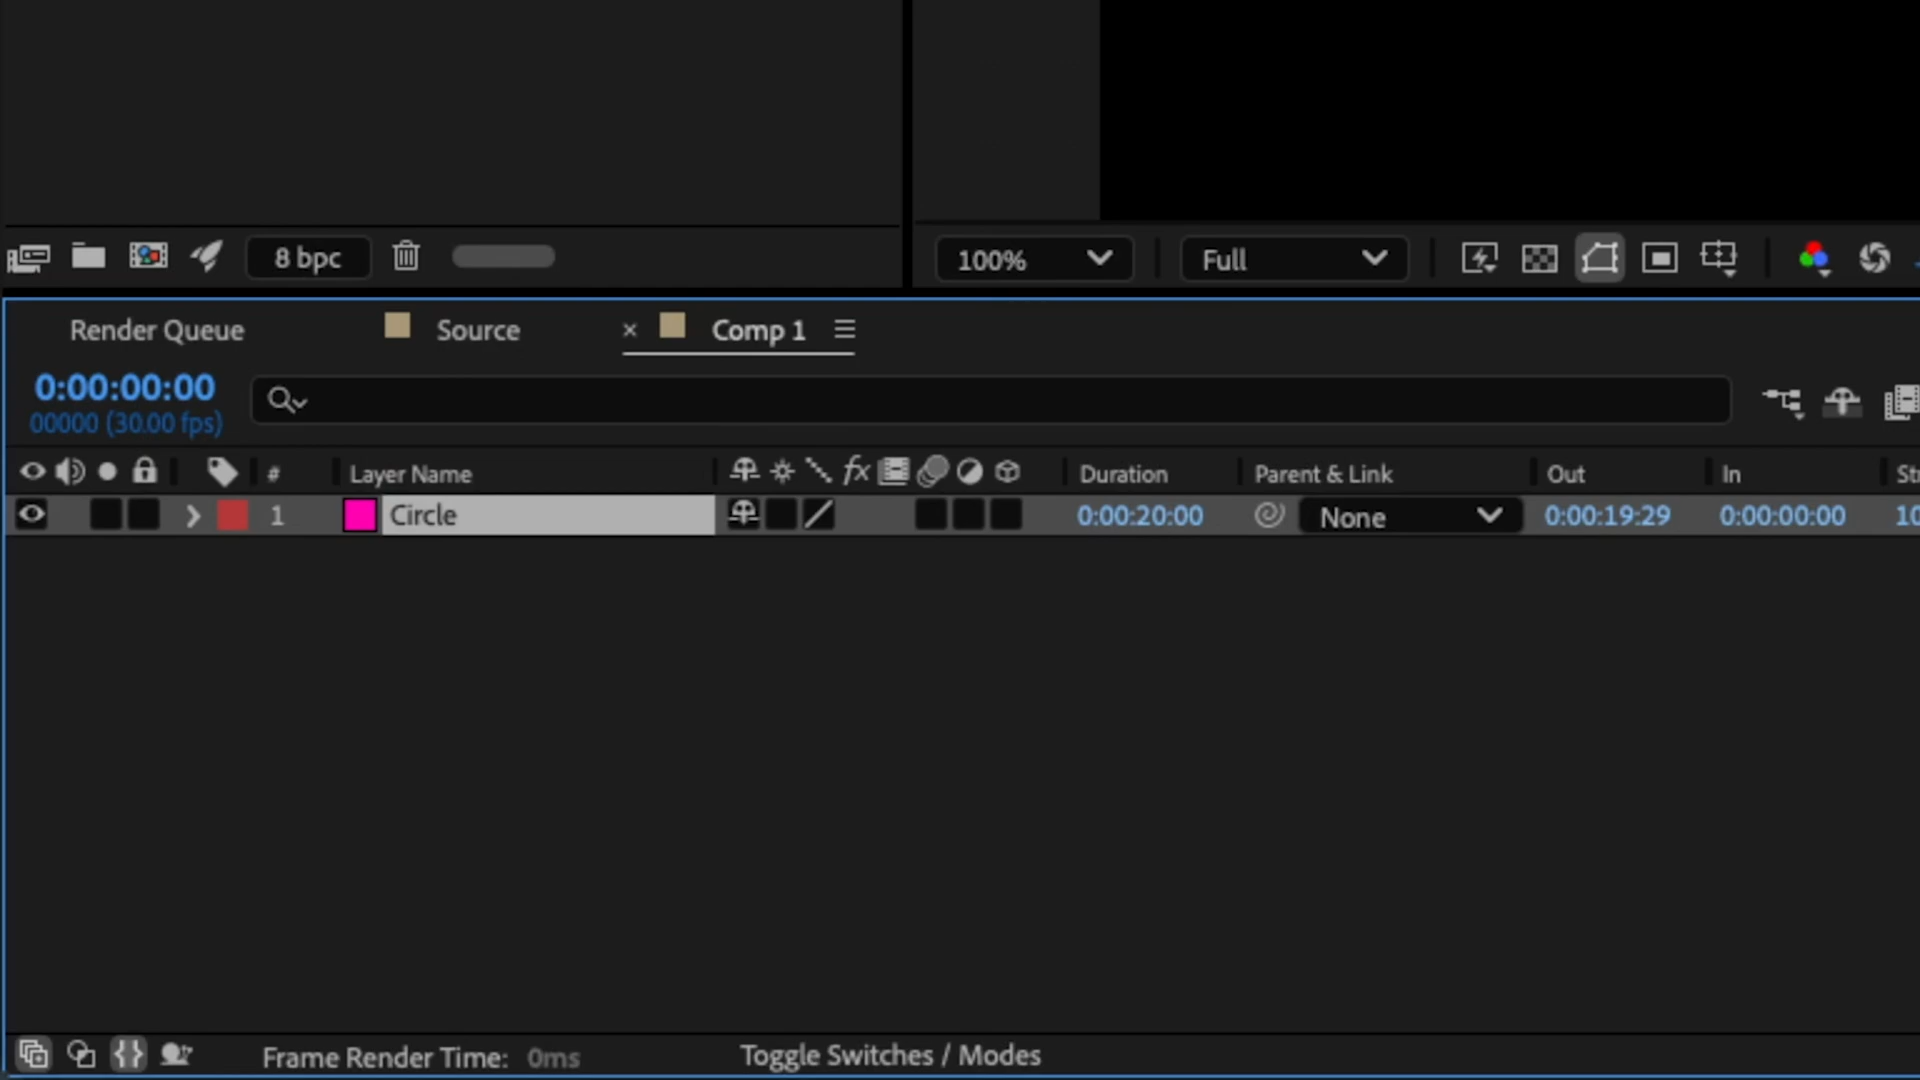 8 bpc
100%
Full
Render Queue
Source
Comp 1
0:00:00:00
00000 (30.00 fps)
# Layer Name fx Duration Parent & Link Out In
1 Circle 0:00:20:00 None 0:00:19:29 0:00:00:00
Frame Render Time: 0ms
Toggle Switches / Modes